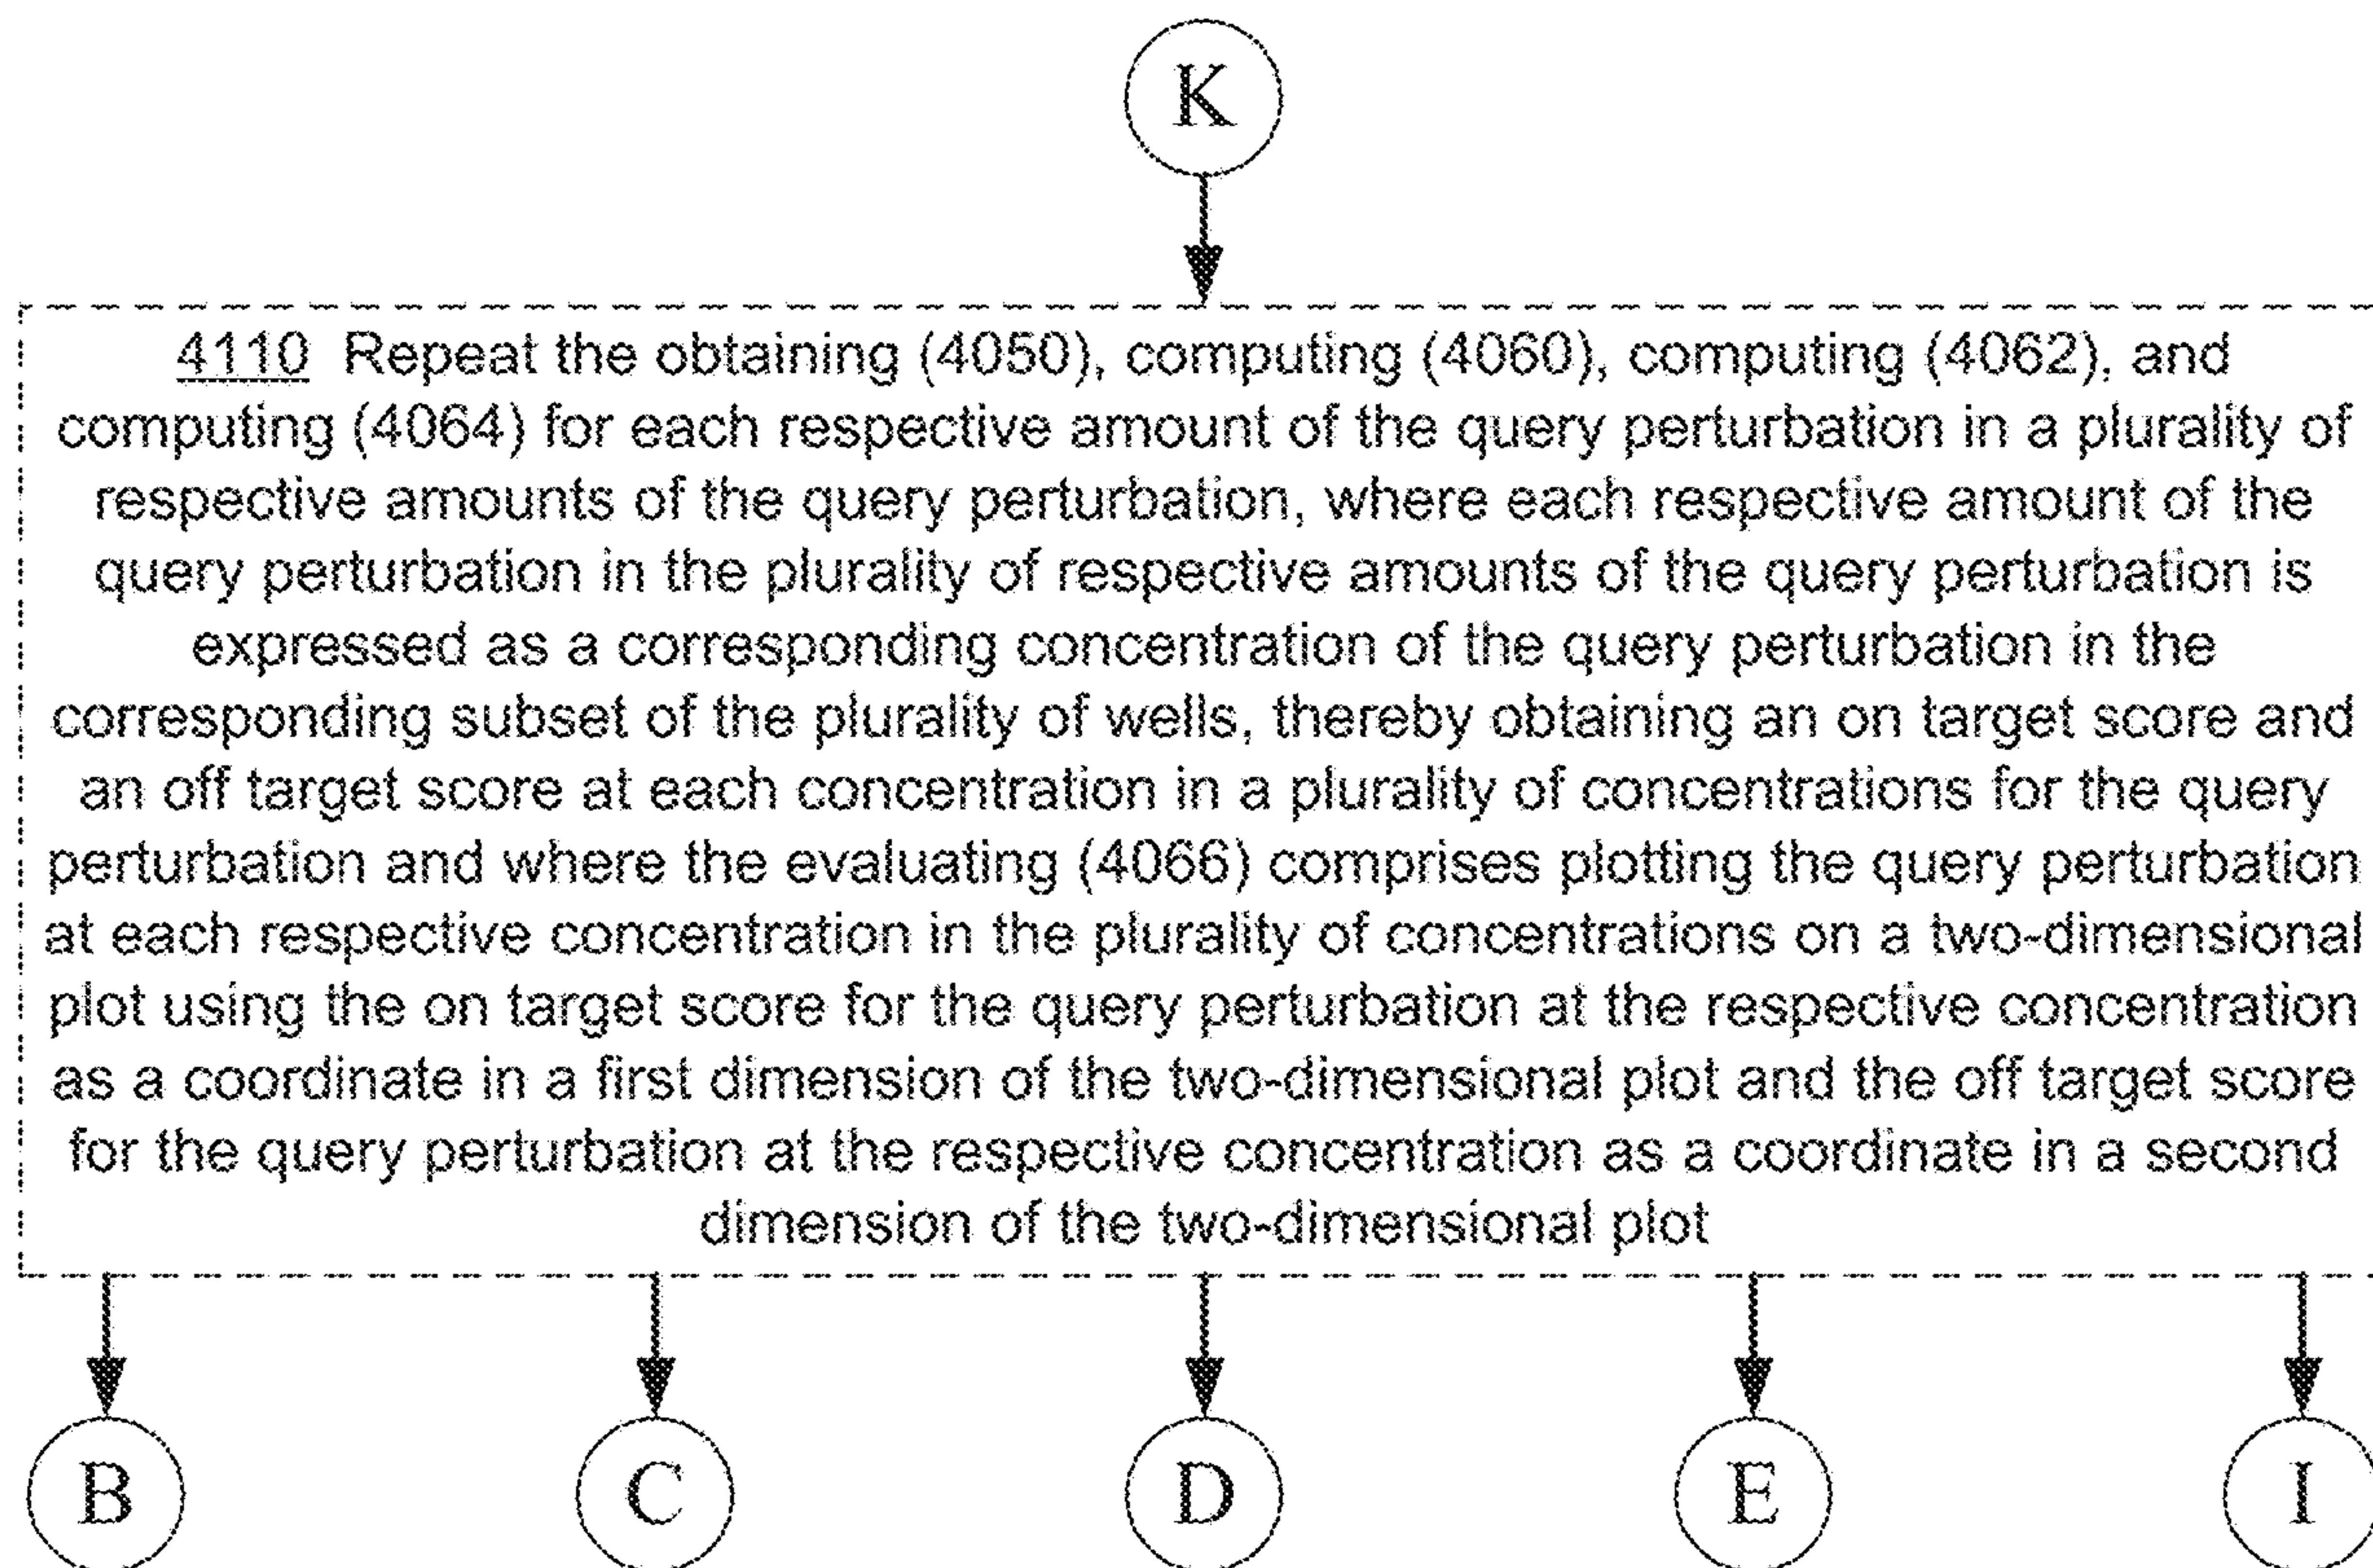 K
4110 Repeat the obtaining (4050), computing (4060), computing (4062), and
computing (4064) for each respective amount of the query perturbation in a plurality of
respective amounts of the query perturbation, where each respective amount of the
query perturbation in the plurality of respective amounts of the query perturbation is
expressed as a corresponding concentration of the query perturbation in the
corresponding subset of the plurality of wells, thereby obtaining an on target score and
an off target score at each concentration in a plurality of concentrations for the query
perturbation and where the evaluating (4066) comprises plotting the query perturbation
at each respective concentration in the plurality of concentrations on a two-dimensional
plot using the on target score for the query perturbation at the respective concentration
as a coordinate in a first dimension of the two-dimensional plot and the off target score
for the query perturbation at the respective concentration as a coordinate in a second
dimension of the two-dimensional plot
B C D E I